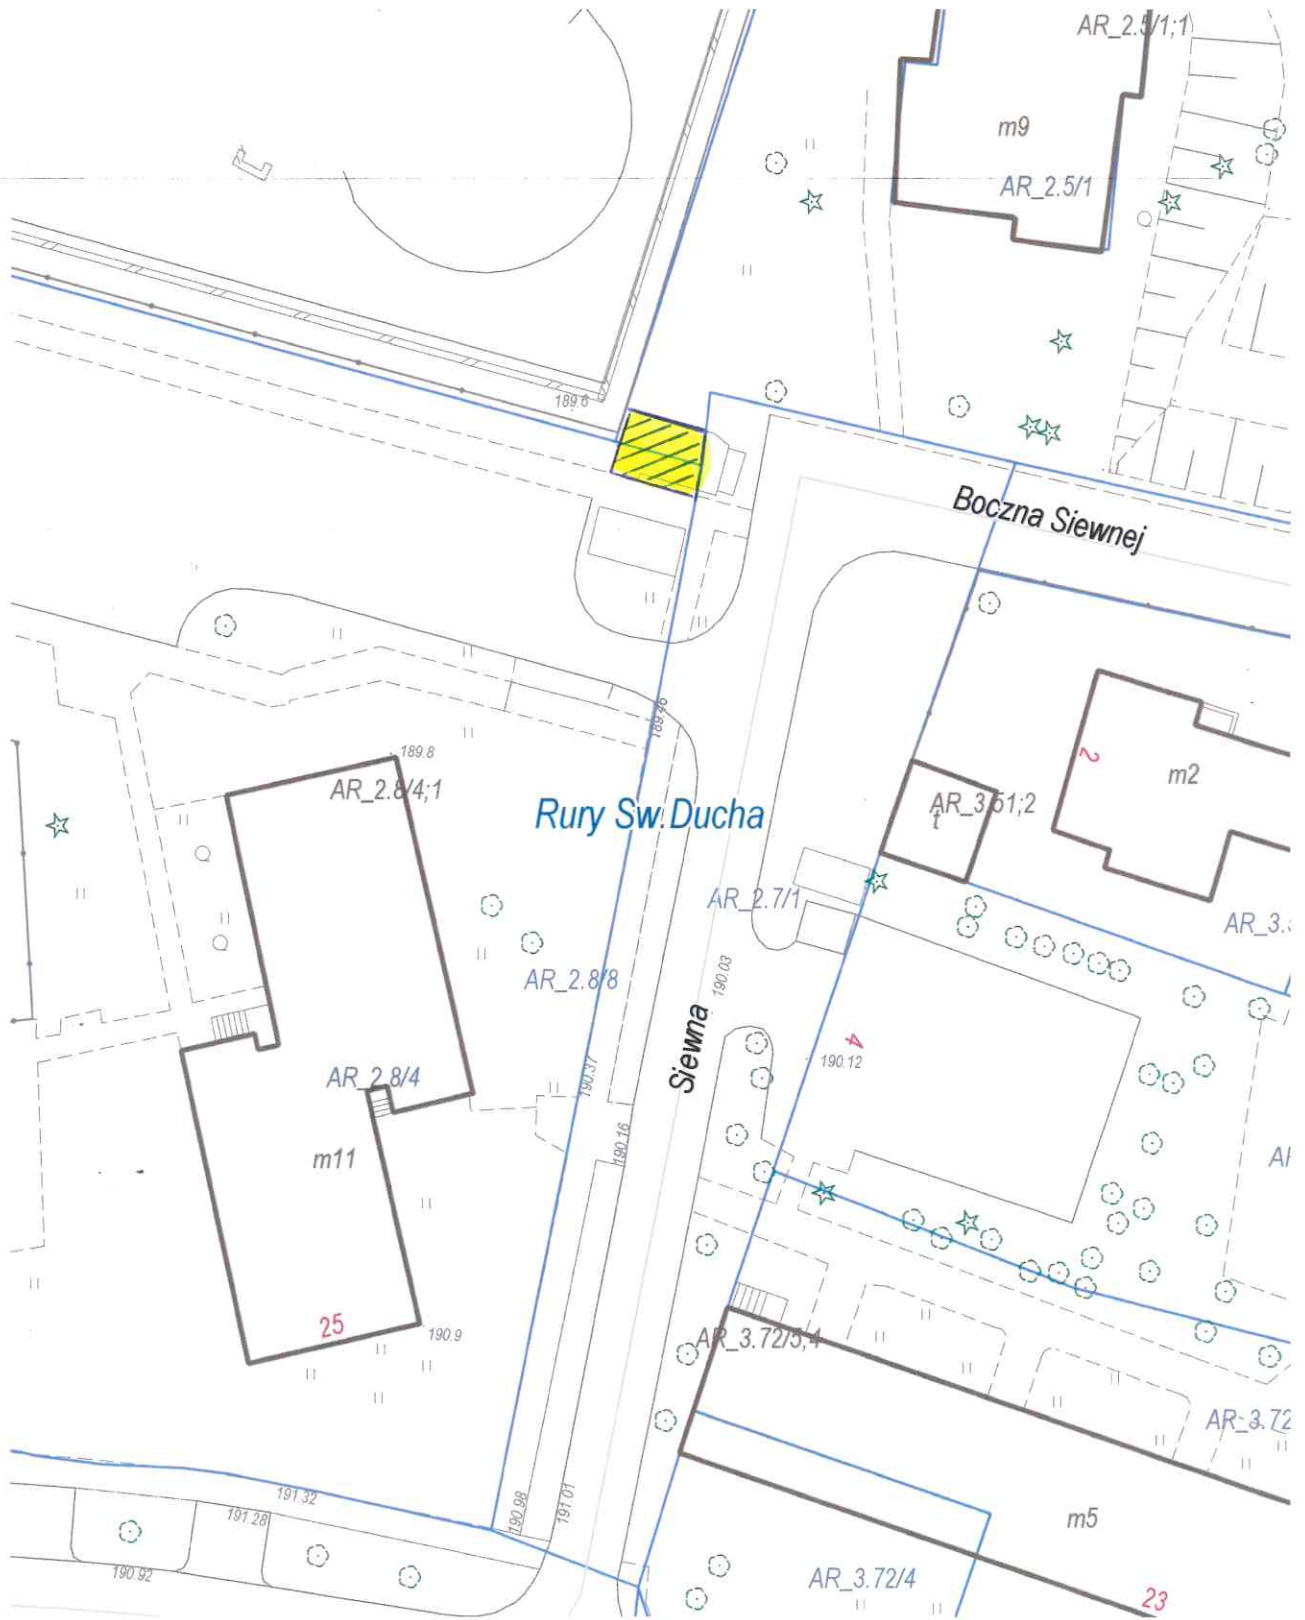 AR_2.5/1;1
m9
AR_2.5/1
189.6
Boczna Siewnej
189.46
189.8
AR_2.8/4;1
Rury Sw.Ducha
2
m2
AR_3.51;2
t
AR_2.7/1
AR_3.
AR_2.8/8
190.03
Siewna
4
190.12
190.37
AR_2.8/4
190.16
m11
25
190.9
AR_3.72/5;4
AR_3.72
191.32
191.28
190.98
191.01
190.92
m5
AR_3.72/4
23